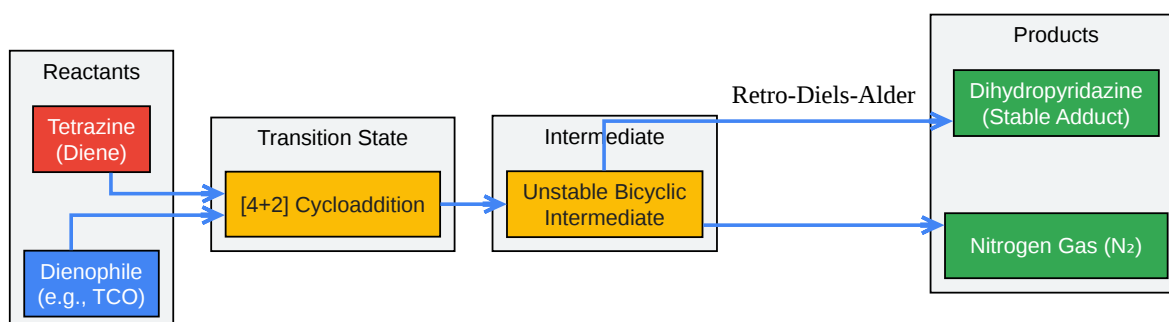 Reactants
Tetrazine
(Diene)
Dienophile
(e.g., TCO)
Transition State
[4+2] Cycloaddition
Intermediate
Unstable Bicyclic
Intermediate
Retro-Diels-Alder
Products
Dihydropyridazine
(Stable Adduct)
Nitrogen Gas (N₂)